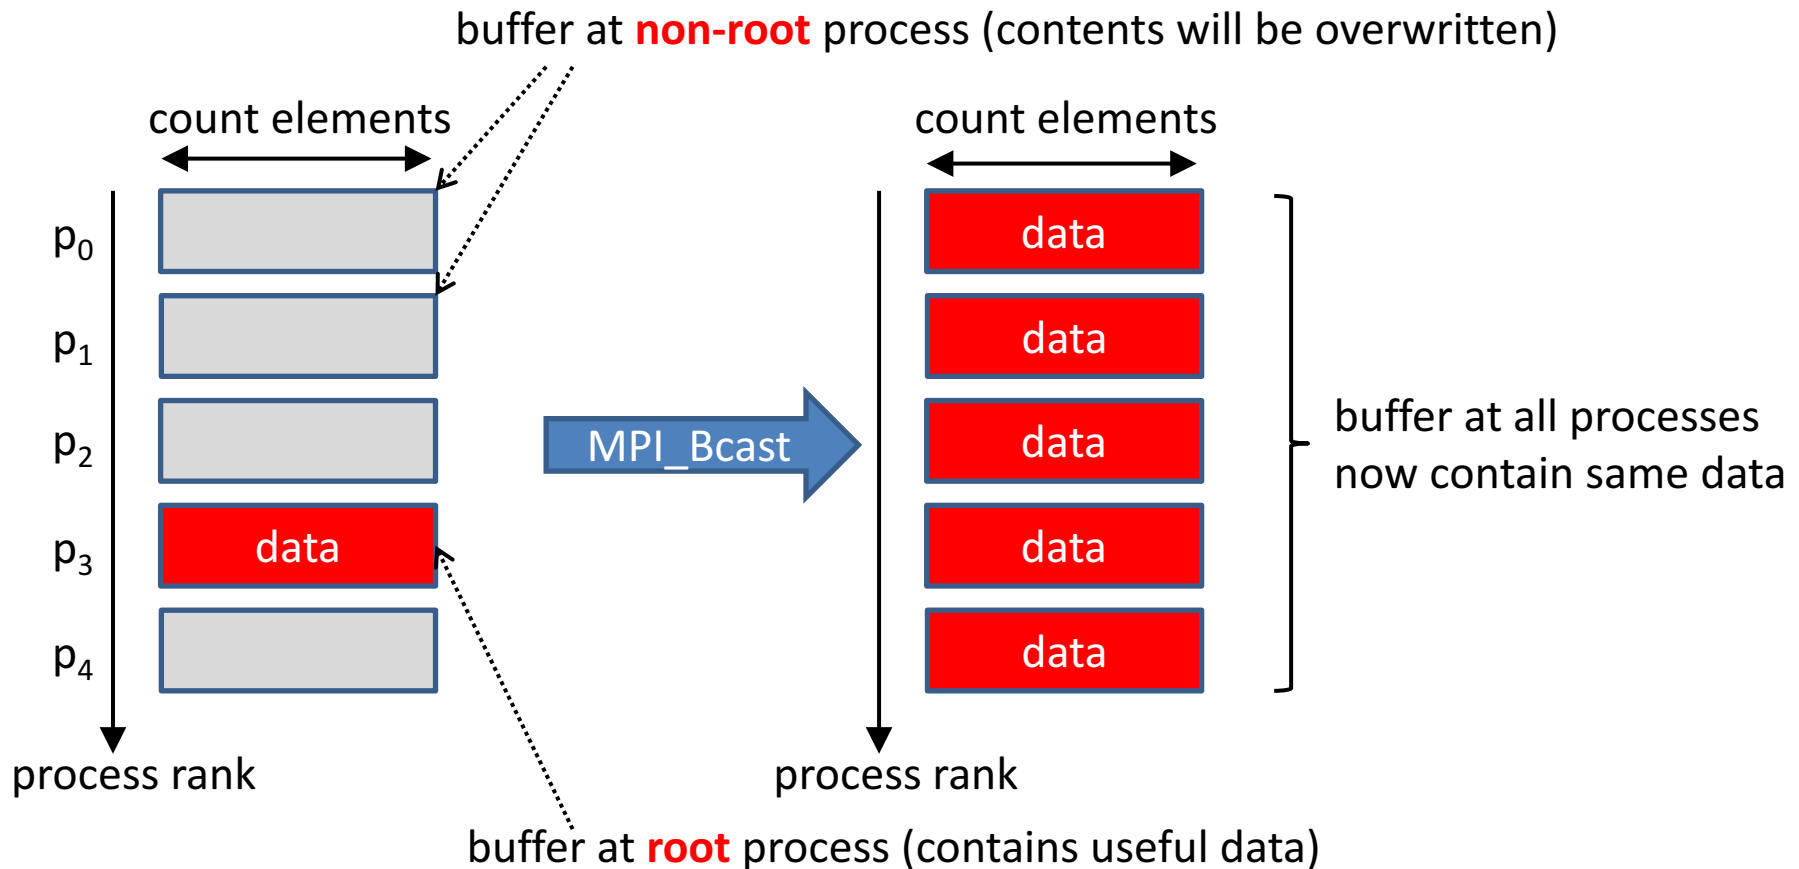 buffer at non-root process (contents will be overwritten)
count elements
count elements
p0
data
data
p1
data
p2
MPI_Bcast
data
buffer at all processes
now contain same data
p3
data
data
p4
data
process rank
process rank
buffer at root process (contains useful data)